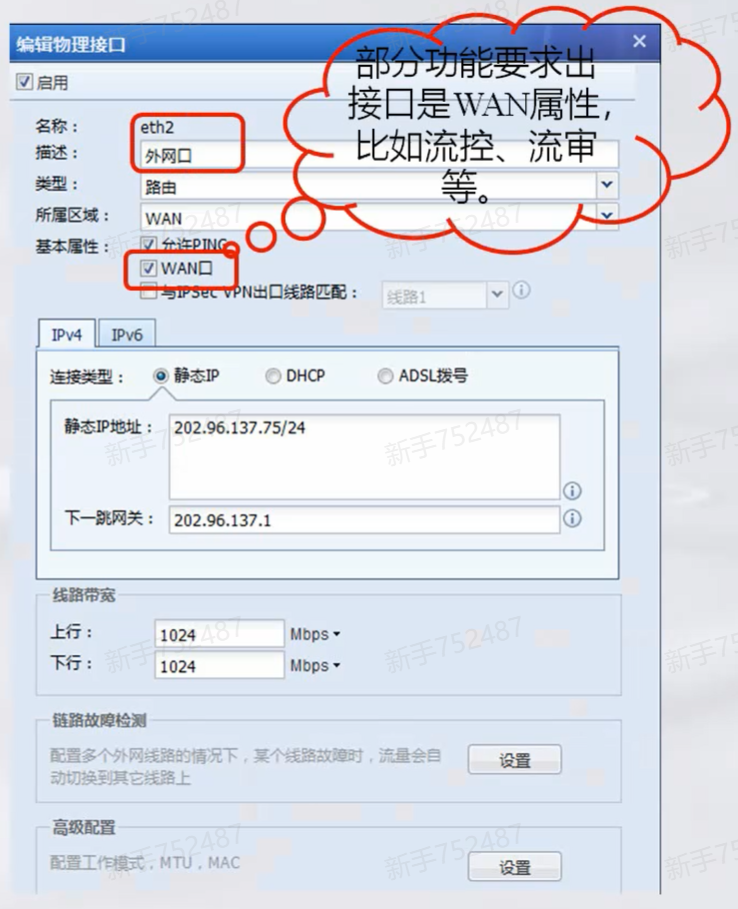 编辑物理接口
部分功能要求出
接口是WAN属性，
比如流控、流审
等。
启用
名称： eth2
描述： 外网口
类型： 路由
所属区域： WAN
基本属性： 允许PING
WAN口
与IPSec VPN出口线路匹配： 线路1
IPv4 IPv6
连接类型： 静态IP DHCP ADSL拨号
静态IP地址： 202.96.137.75/24
下一跳网关： 202.96.137.1
线路带宽
上行： 1024 Mbps
下行： 1024 Mbps
链路故障检测
配置多个外网线路的情况下，某个线路故障时，流量会自
动切换到其它线路上
设置
高级配置
配置工作模式，MTU，MAC
设置
新手752487